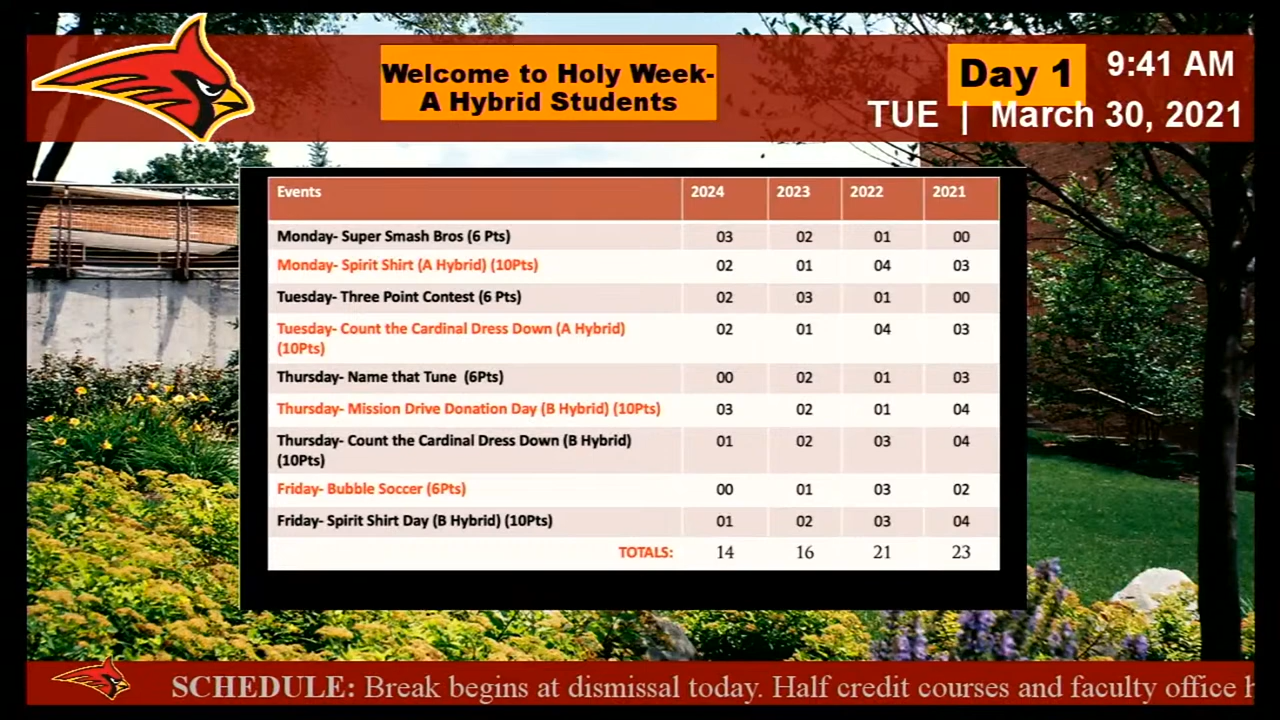 Welcome to Holy Week-
A Hybrid Students
Day 1
9:41 AM
TUE | March 30, 2021
Events 2024 2023 2022 2021
Monday- Super Smash Bros (6 Pts) 03 02 01 00
Monday- Spirit Shirt (A Hybrid) (10Pts) 02 01 04 03
Tuesday- Three Point Contest (6 Pts) 02 03 01 00
Tuesday- Count the Cardinal Dress Down (A Hybrid)
(10Pts) 02 01 04 03
Thursday- Name that Tune (6Pts) 00 02 01 03
Thursday- Mission Drive Donation Day (B Hybrid) (10Pts) 03 02 01 04
Thursday- Count the Cardinal Dress Down (B Hybrid)
(10Pts) 01 02 03 04
Friday- Bubble Soccer (6Pts) 00 01 03 02
Friday- Spirit Shirt Day (B Hybrid) (10Pts) 01 02 03 04
TOTALS: 14 16 21 23
SCHEDULE: Break begins at dismissal today. Half credit courses and faculty office